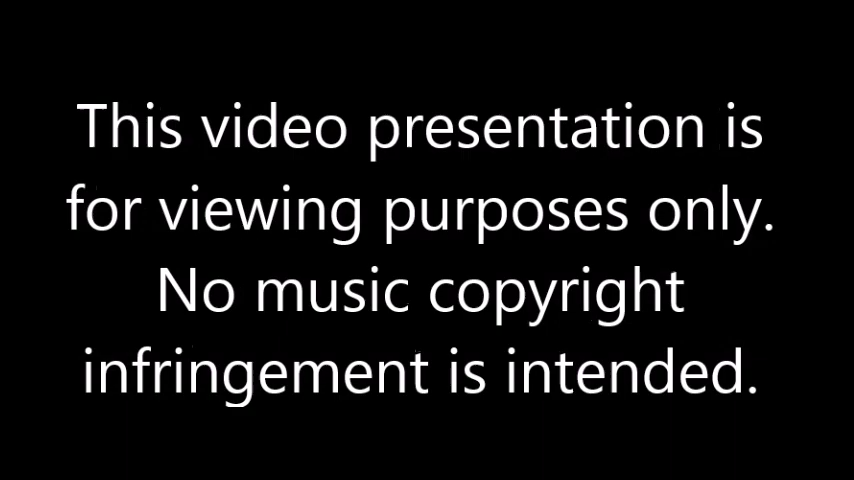 This video presentation is
for viewing purposes only.
No music copyright
infringement is intended.